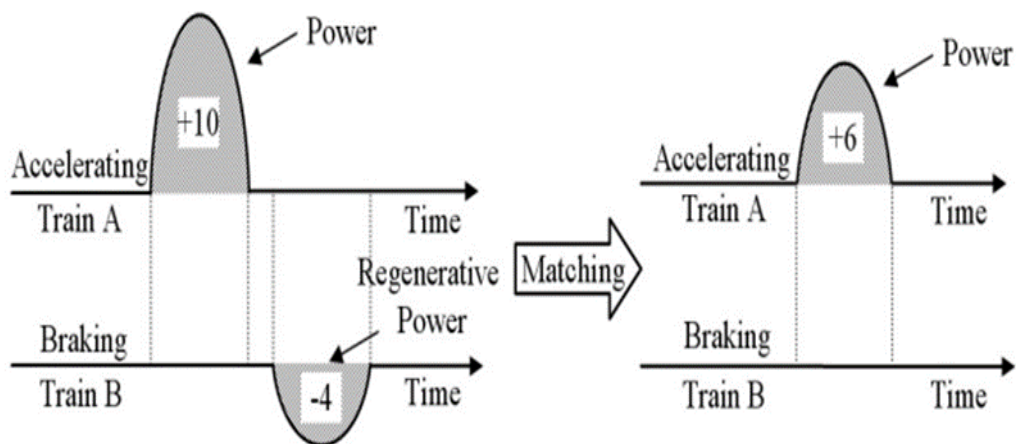 Power
+10
Accelerating
Train A
Time
Regenerative
Power
Braking
Train B
-4
Time
Matching
Power
+6
Accelerating
Train A
Time
Braking
Train B
Time